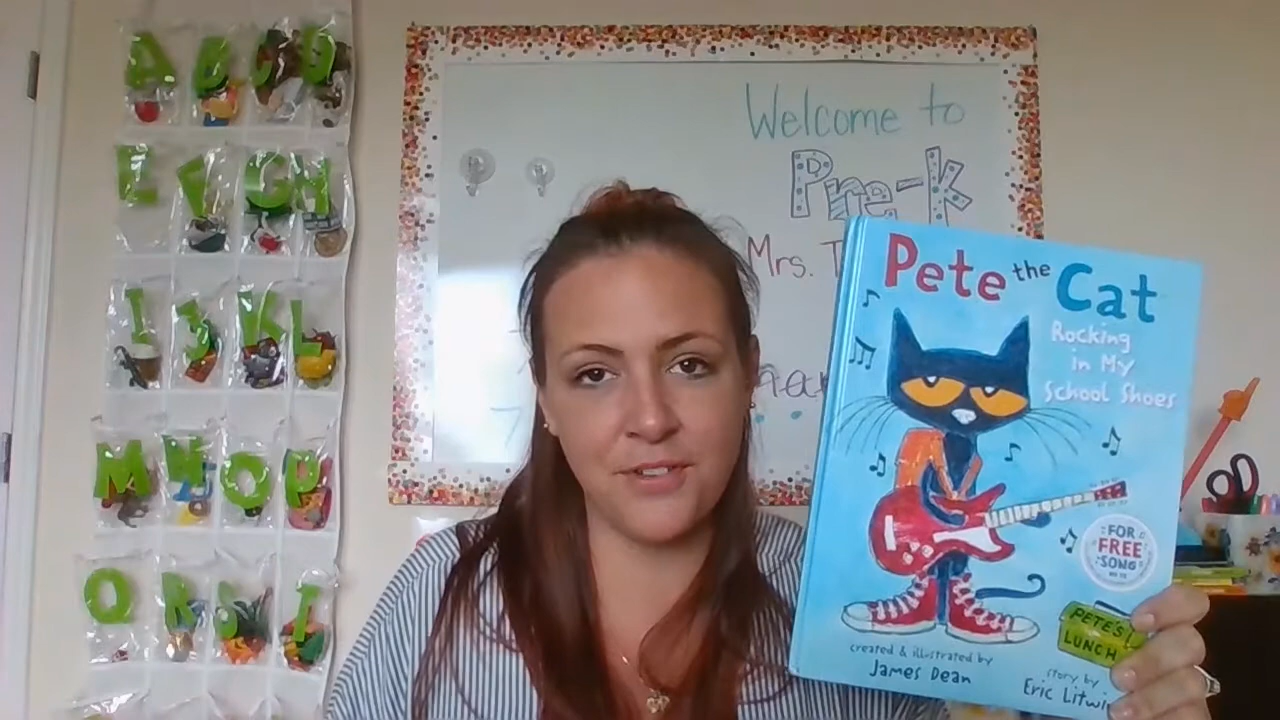 A B C D
E F G H
I J K L
M N O P
Q R S T
Welcome to
Pre-K
Mrs. T
Pete the Cat
Rocking
in My
School Shoes
FOR
FREE
SONG
PETE'S
LUNCH
created & illustrated by
James Dean
story by
Eric Litwi